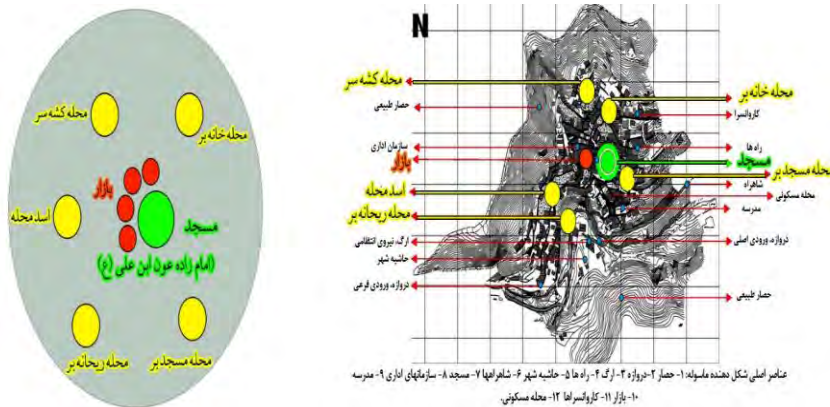 محله کشه سر
محله خانه بر
بازار
اسد محله
مسجد
(امام زاده عون ابن علی (ع)
محله ریحانه بر
محله مسجد بر
N
محله کشه سر
محله خانه بر
حصار طبیعی
کاروانسرا
سازمان اداری
راه ها
بازار
مسجد
محله مسجد بر
اسد محله
شاهراه
محله مسکونی
محله ریحانه بر
مدرسه
ارگ، نیروی انتظامی
دروازه، ورودی اصلی
حاشیه شهر
دروازه، ورودی فرعی
حصار طبیعی
عناصر اصلی شکل دهنده ماسوله: ۱- حصار ۲-دروازه ۳- ارگ ۴- راه ها ۵- حاشیه شهر ۶- شاهراهها ۷- مسجد ۸- سازمانهای اداری ۹- مدرسه
۱۰- بازار ۱۱- کاروانسراها ۱۲- محله مسکونی.